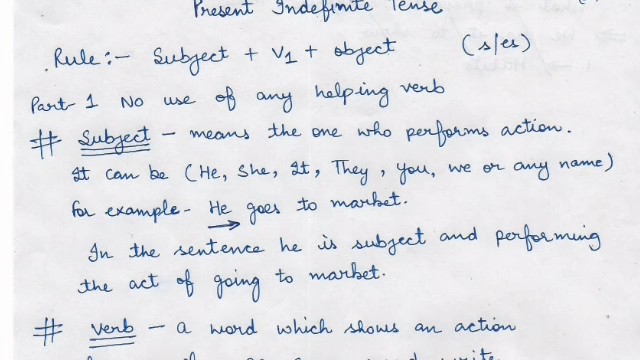 Present Indefinite Tense
Rule:- Subject + V1 + object (s/es)
Part-1 No use of any helping verb
# Subject - means the one who performs action.
It can be (He, She, It, They, you, we or any name)
for example- He goes to market.
In the sentence he is subject and performing
the act of going to market.
# verb - a word which shows an action
write